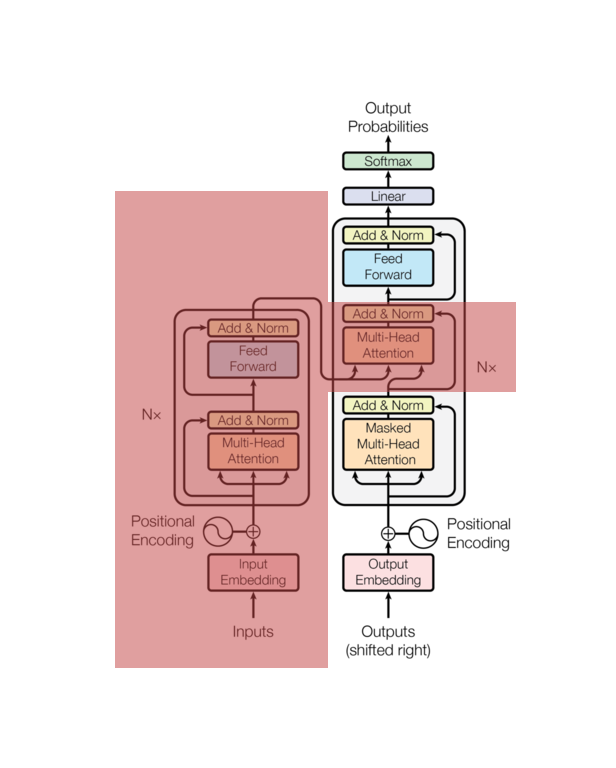 Output
Probabilities
Softmax
Linear
Add & Norm
Feed
Forward
Add & Norm
Multi-Head
Attention
Add & Norm
Masked
Multi-Head
Attention
N×
Positional
Encoding
Output
Embedding
Outputs
(shifted right)
Add & Norm
Feed
Forward
Add & Norm
Multi-Head
Attention
N×
Positional
Encoding
Input
Embedding
Inputs